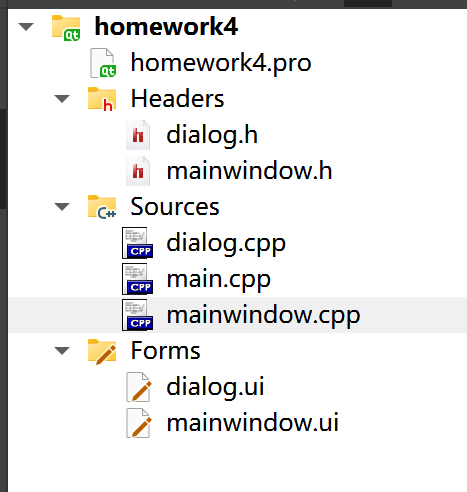 homework4
homework4.pro
Headers
dialog.h
mainwindow.h
Sources
dialog.cpp
main.cpp
mainwindow.cpp
Forms
dialog.ui
mainwindow.ui